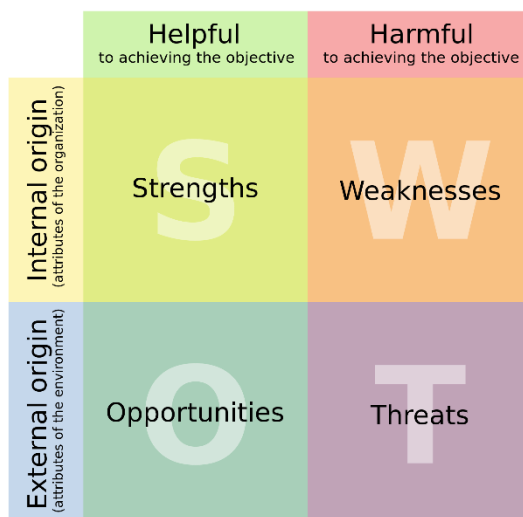 Helpful
to achieving the objective
Harmful
to achieving the objective
Internal origin
(attributes of the organization)
S
Strengths
W
Weaknesses
External origin
(attributes of the environment)
O
Opportunities
T
Threats